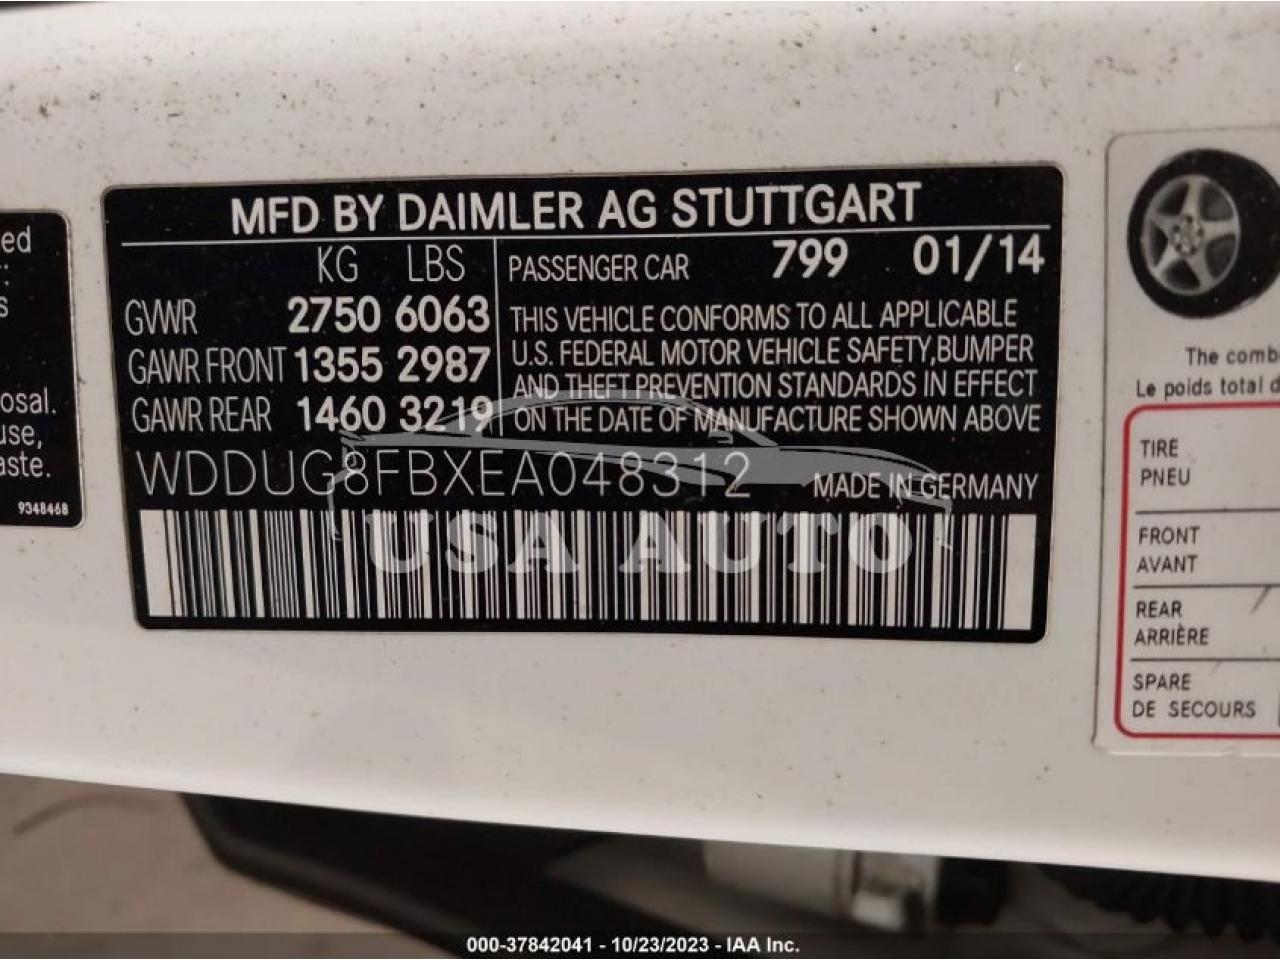 ed
:
s
osal.
use,
aste.
9348468
MFD BY DAIMLER AG STUTTGART
KG LBS
GVWR 2750 6063
GAWR FRONT 1355 2987
GAWR REAR 1460 3219
PASSENGER CAR 799 01/14
THIS VEHICLE CONFORMS TO ALL APPLICABLE
U.S. FEDERAL MOTOR VEHICLE SAFETY,BUMPER
AND THEFT PREVENTION STANDARDS IN EFFECT
ON THE DATE OF MANUFACTURE SHOWN ABOVE
WDDUG8FBXEA048312 MADE IN GERMANY
USA AUTO
The comb
Le poids total d
TIRE
PNEU
FRONT
AVANT
REAR
ARRIÈRE
SPARE
DE SECOURS
000-37842041 - 10/23/2023 - IAA Inc.